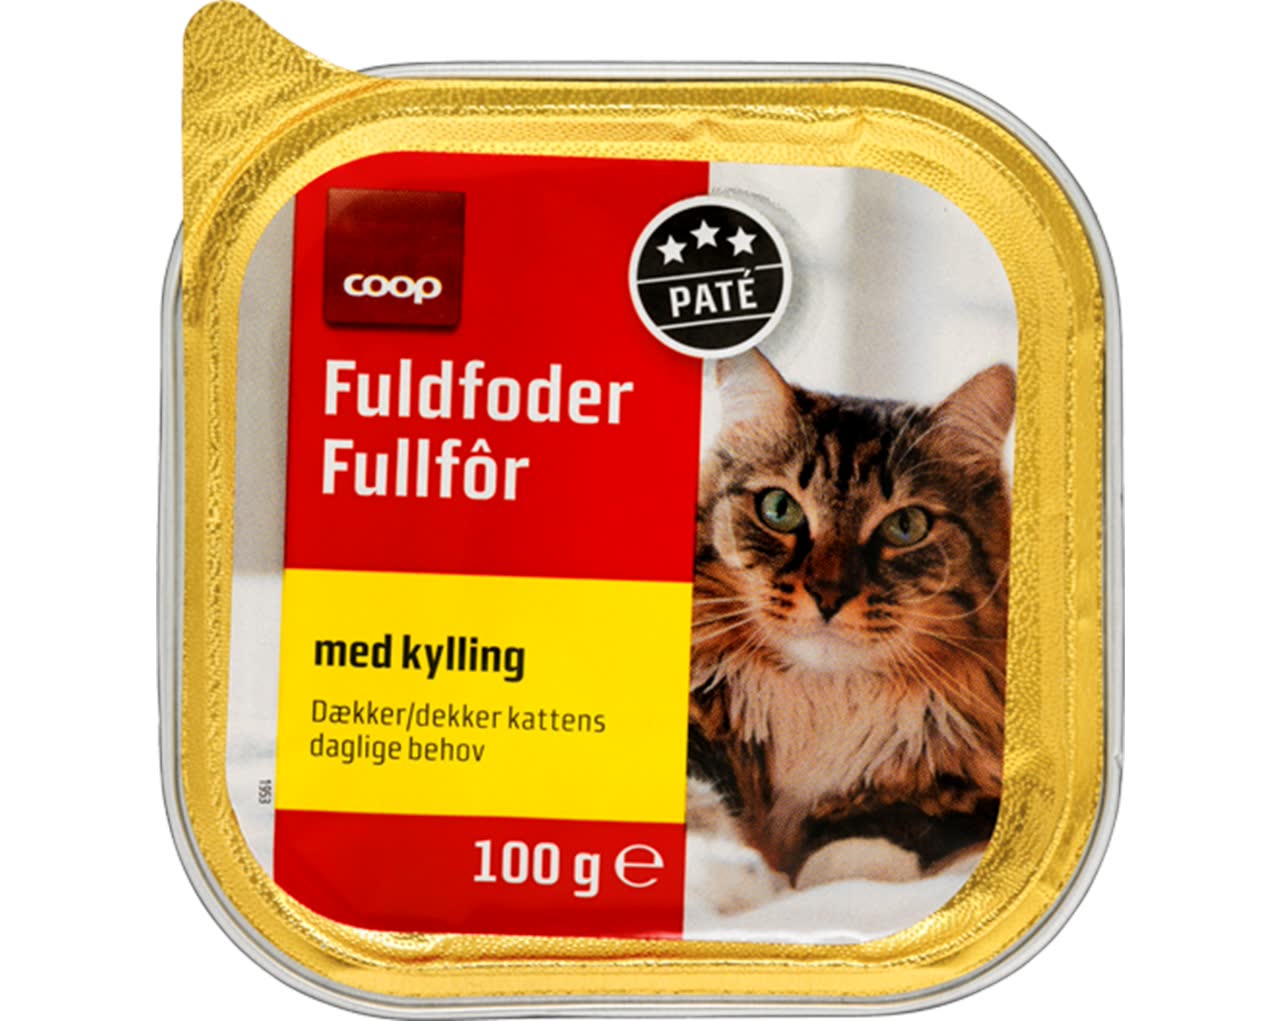 coop
PATÉ
Fuldfoder
Fullfôr
med kylling
Dækker/dekker kattens
daglige behov
1953
100 g ℮